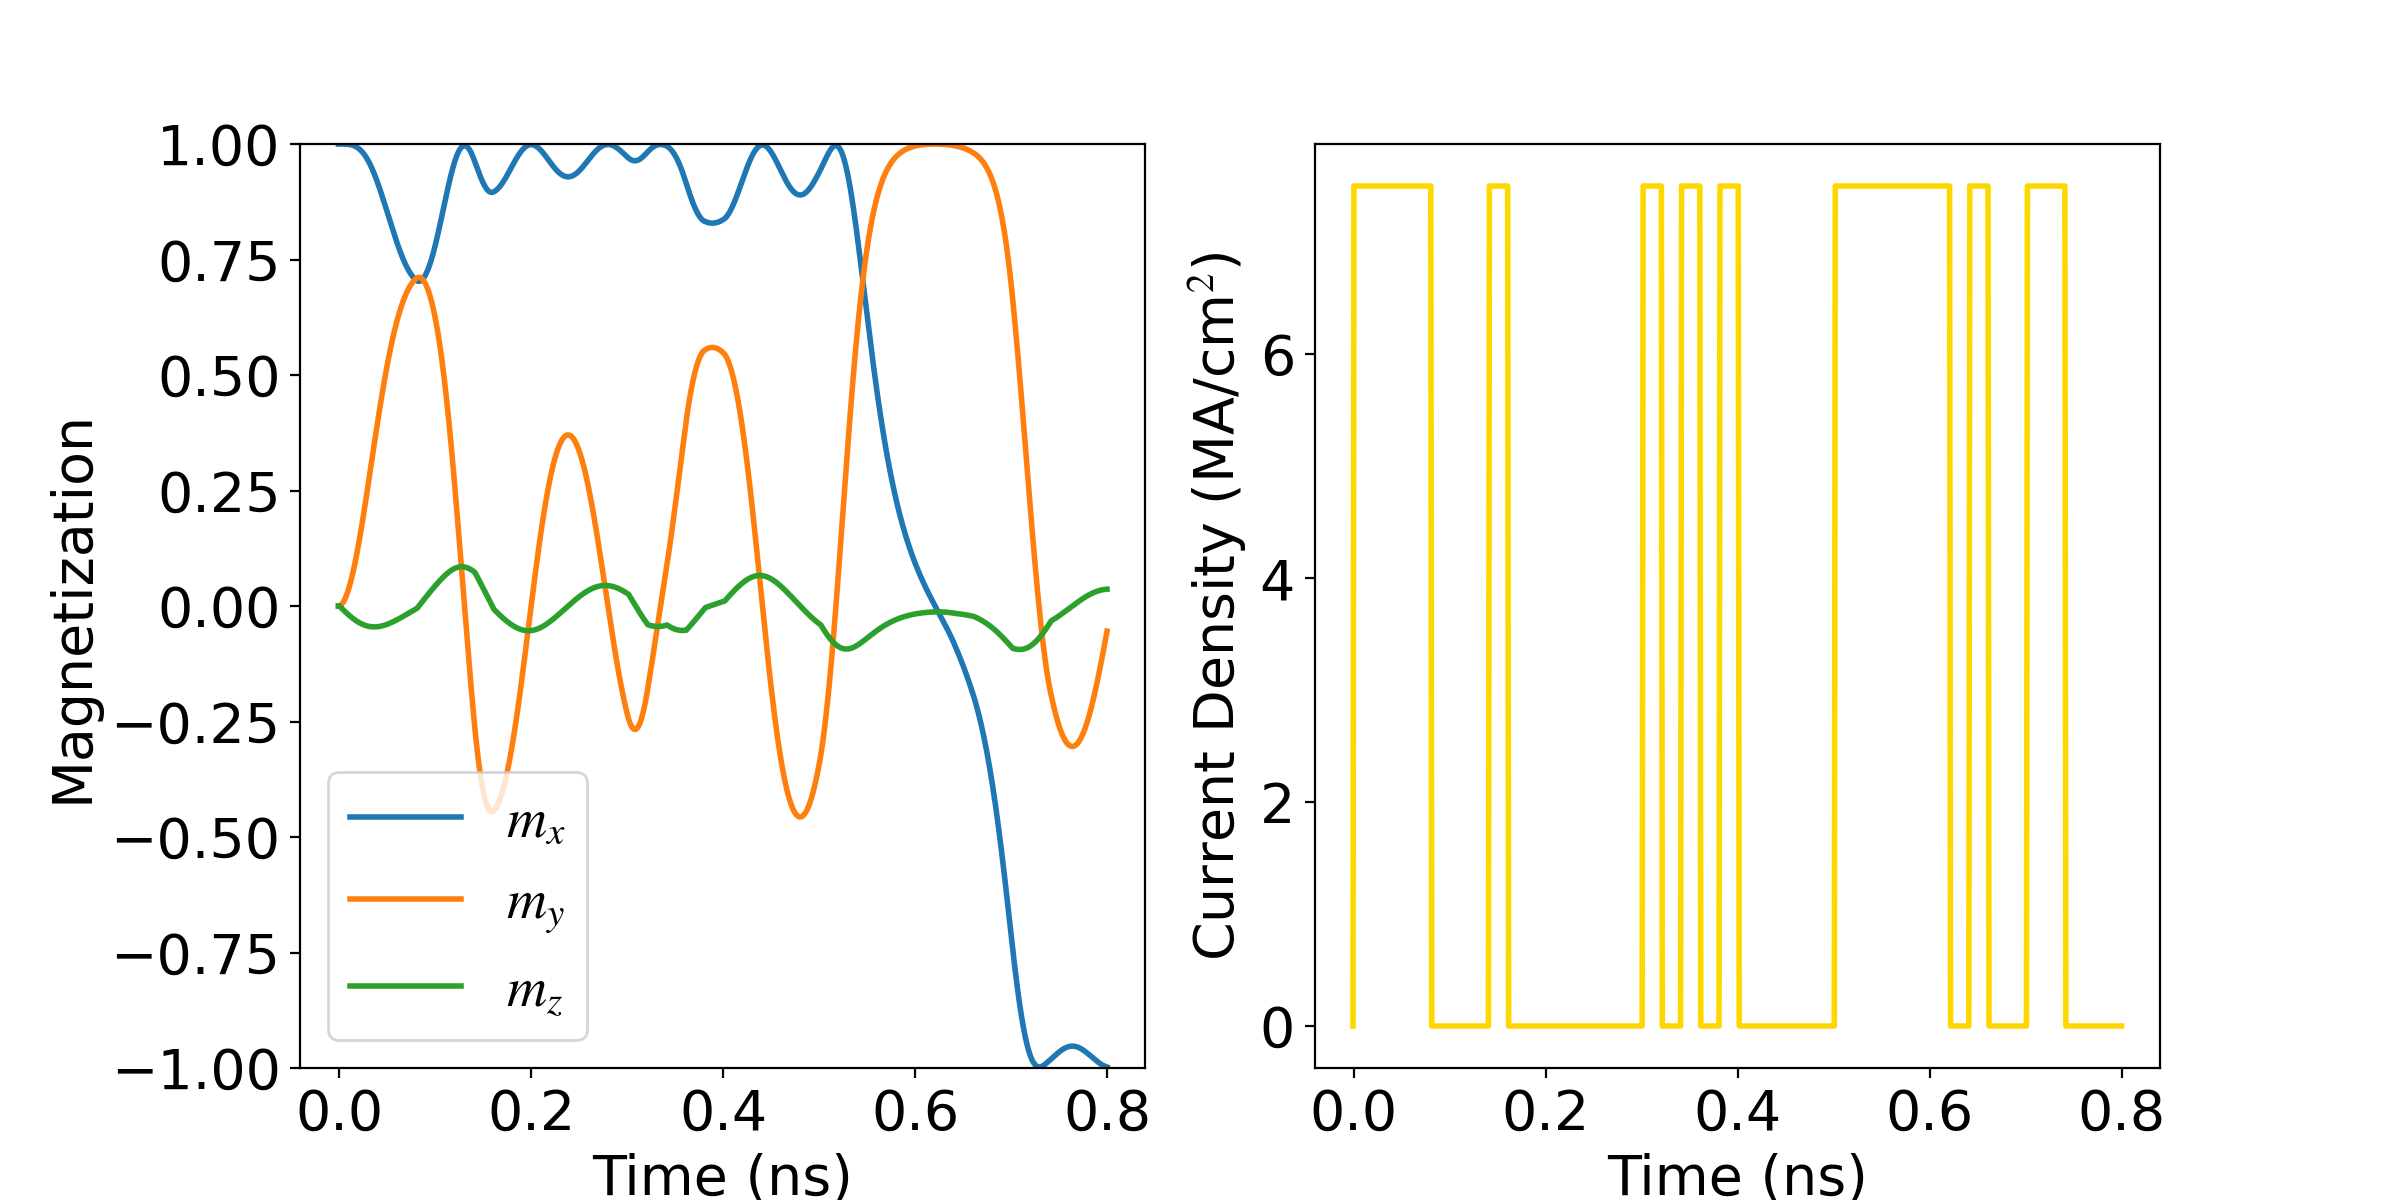 Magnetization
1.00
0.75
0.50
0.25
0.00
−0.25
−0.50
−0.75
−1.00
m_x
m_y
m_z
0.0 0.2 0.4 0.6 0.8
Time (ns)
Current Density (MA/cm²)
6
4
2
0
0.0 0.2 0.4 0.6 0.8
Time (ns)